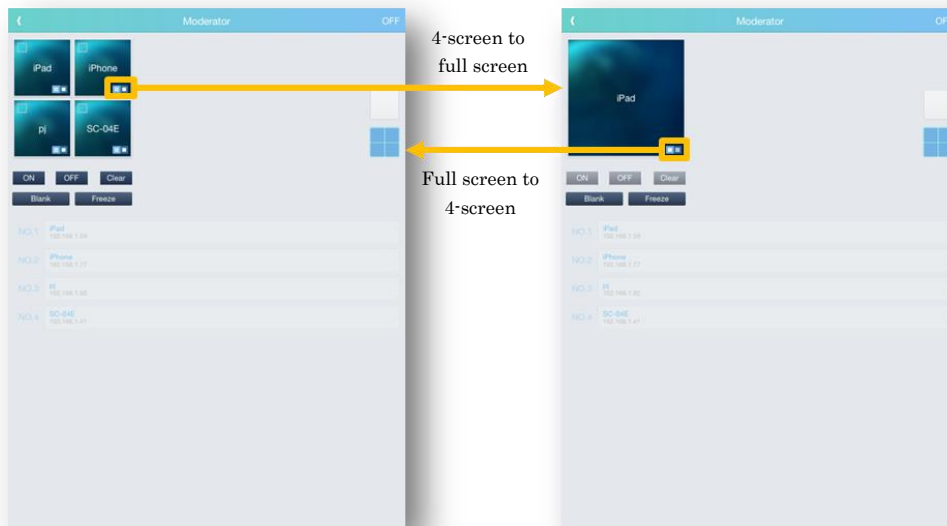 Moderator
OFF
iPad
iPhone
pj
SC-04E
ON OFF Clear
Blank Freeze
NO.1 iPad
NO.2 iPhone
NO.3 pj
NO.4 SC-04E
4-screen to
full screen
Full screen to
4-screen
Moderator
iPad
ON OFF Clear
Blank Freeze
NO.1 iPad
NO.2 iPhone
NO.3 pj
NO.4 SC-04E